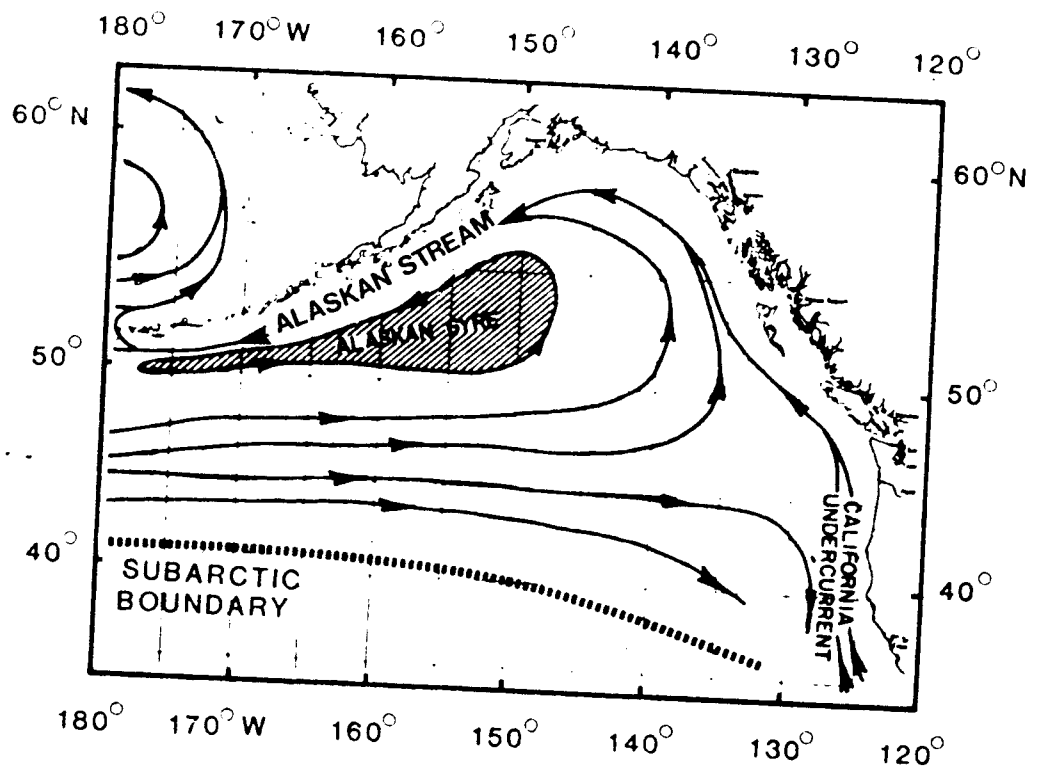 180° 170°W 160° 150° 140° 130° 120°
60°N
60°N
ALASKAN STREAM
ALASKAN GYRE
50°
50°
CALIFORNIA
UNDERCURRENT
40°
40°
SUBARCTIC
BOUNDARY
180° 170°W 160° 150° 140° 130° 120°